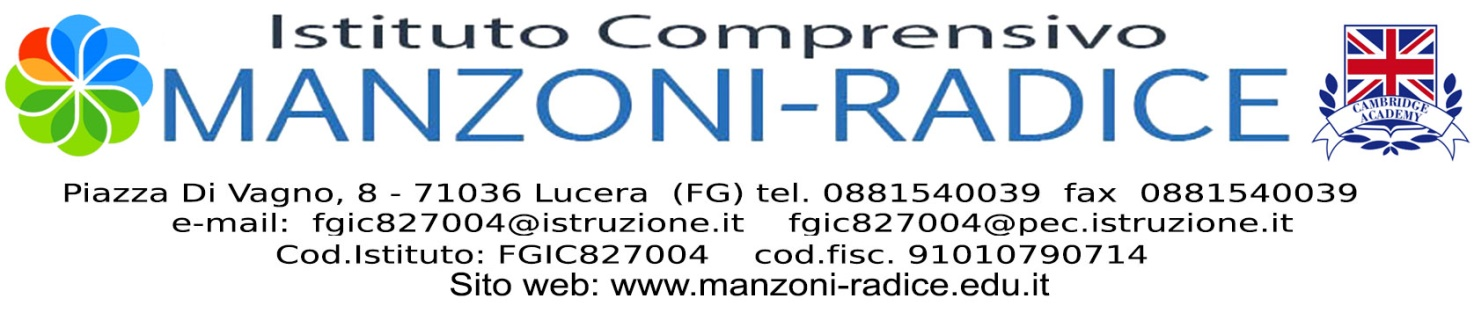 Istituto Comprensivo
MANZONI-RADICE
CAMBRIDGE
ACADEMY
Piazza Di Vagno, 8 - 71036 Lucera (FG) tel. 0881540039 fax 0881540039
e-mail: fgic827004@istruzione.it fgic827004@pec.istruzione.it
Cod.Istituto: FGIC827004 cod.fisc. 91010790714
Sito web: www.manzoni-radice.edu.it